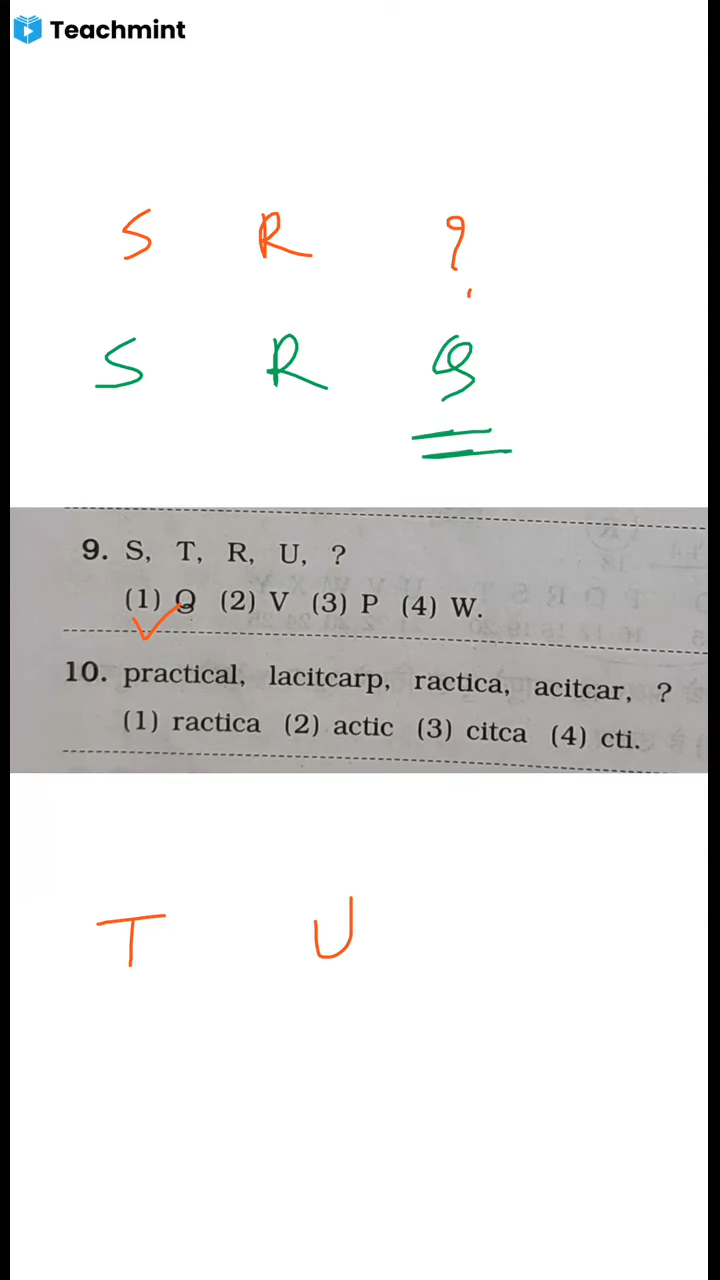 Teachmint
S R ?
S R Q
9. S, T, R, U, ?
(1) Q (2) V (3) P (4) W.
10. practical, lacitcarp, ractica, acitcar, ?
(1) ractica (2) actic (3) citca (4) cti.
T U